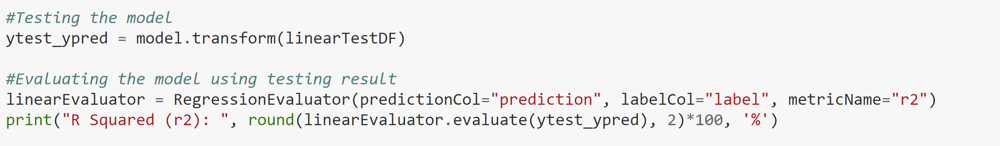 #Testing the model
ytest_ypred = model.transform(linearTestDF)
#Evaluating the model using testing result
linearEvaluator = RegressionEvaluator(predictionCol="prediction", labelCol="label", metricName="r2")
print("R Squared (r2): ", round(linearEvaluator.evaluate(ytest_ypred), 2)*100, '%')